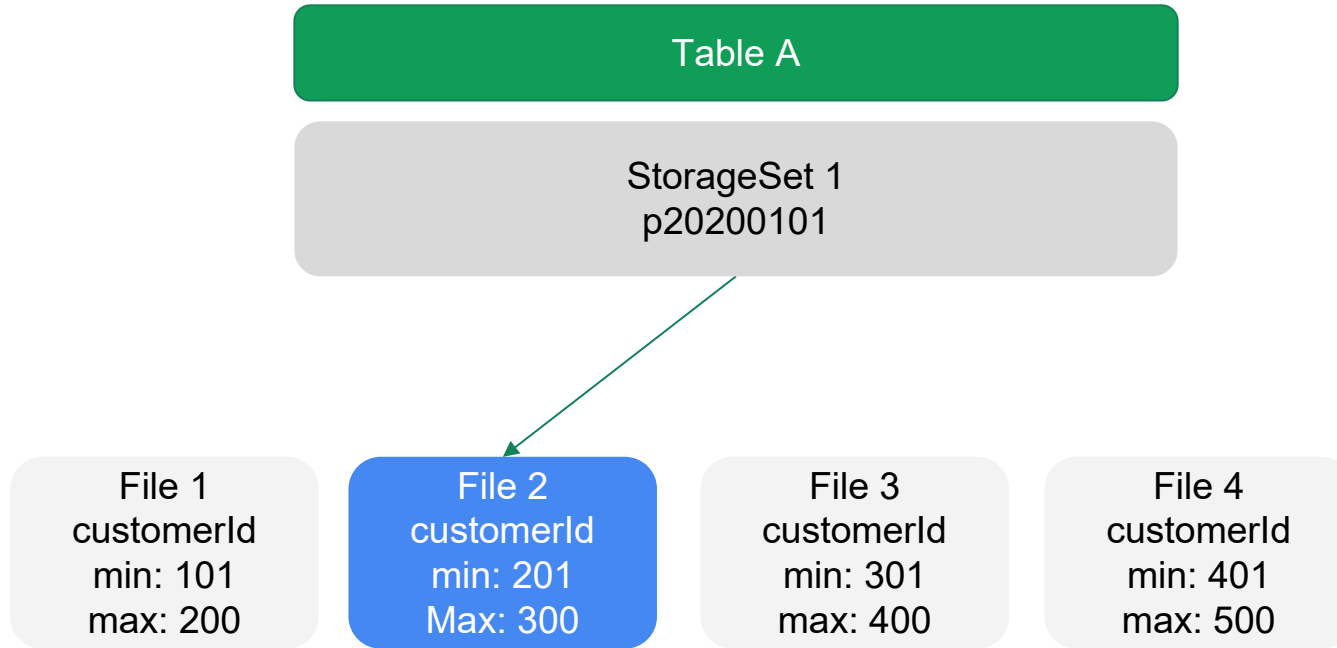 Table A
StorageSet 1
p20200101
File 1
customerId
min: 101
max: 200
File 2
customerId
min: 201
Max: 300
File 3
customerId
min: 301
max: 400
File 4
customerId
min: 401
max: 500